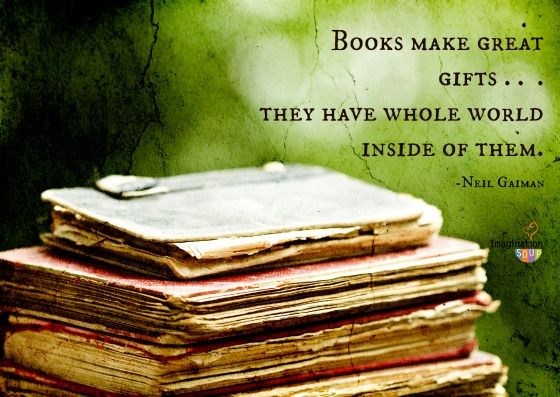 Books make great
gifts . . .
they have whole world
inside of them.
-Neil Gaiman
Imagination
SOUP